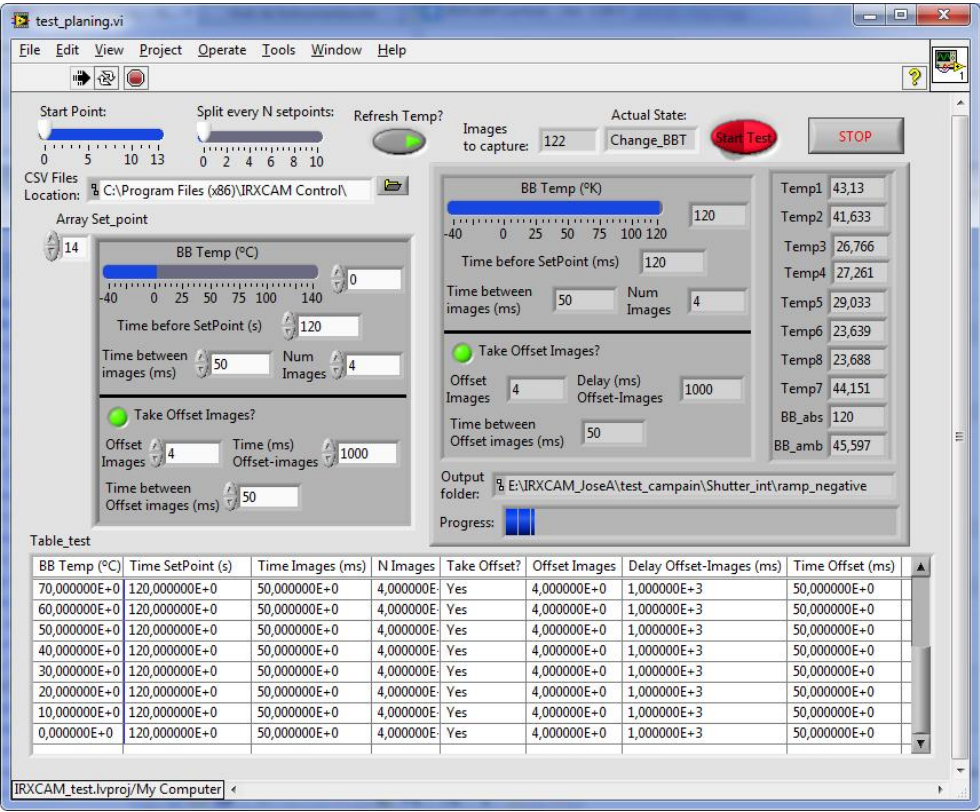 test_planing.vi
File Edit View Project Operate Tools Window Help
1
Start Point:
0 5 10 13
Split every N setpoints:
0 2 4 6 8 10
Refresh Temp?
Images
to capture:
122
Actual State:
Change_BBT
Start Test
STOP
CSV Files
Location:
C:\Program Files (x86)\IRXCAM Control\
Array Set_point
14
BB Temp (ºC)
-40 0 25 50 75 100 140
0
Time before SetPoint (s) 120
Time between
images (ms)
50
Num
Images
4
Take Offset Images?
Offset
Images
4
Time (ms)
Offset-images
1000
Time between
Offset images (ms)
50
BB Temp (ºK)
-40 0 25 50 75 100 120
120
Time before SetPoint (ms) 120
Time between
images (ms)
50
Num
Images
4
Take Offset Images?
Offset
Images
4
Delay (ms)
Offset-Images
1000
Time between
Offset images (ms)
50
Temp1 43,13
Temp2 41,633
Temp3 26,766
Temp4 27,261
Temp5 29,033
Temp6 23,639
Temp8 23,688
Temp7 44,151
BB_abs 120
BB_amb 45,597
Output
folder:
E:\IRXCAM_JoseA\test_campain\Shutter_int\ramp_negative
Progress:
Table_test
BB Temp (ºC) Time SetPoint (s) Time Images (ms) N Images Take Offset? Offset Images Delay Offset-Images (ms) Time Offset (ms)
70,000000E+0 120,000000E+0 50,000000E+0 4,000000E- Yes 4,000000E+0 1,000000E+3 50,000000E+0
60,000000E+0 120,000000E+0 50,000000E+0 4,000000E- Yes 4,000000E+0 1,000000E+3 50,000000E+0
50,000000E+0 120,000000E+0 50,000000E+0 4,000000E- Yes 4,000000E+0 1,000000E+3 50,000000E+0
40,000000E+0 120,000000E+0 50,000000E+0 4,000000E- Yes 4,000000E+0 1,000000E+3 50,000000E+0
30,000000E+0 120,000000E+0 50,000000E+0 4,000000E- Yes 4,000000E+0 1,000000E+3 50,000000E+0
20,000000E+0 120,000000E+0 50,000000E+0 4,000000E- Yes 4,000000E+0 1,000000E+3 50,000000E+0
10,000000E+0 120,000000E+0 50,000000E+0 4,000000E- Yes 4,000000E+0 1,000000E+3 50,000000E+0
0,000000E+0 120,000000E+0 50,000000E+0 4,000000E- Yes 4,000000E+0 1,000000E+3 50,000000E+0
IRXCAM_test.lvproj/My Computer